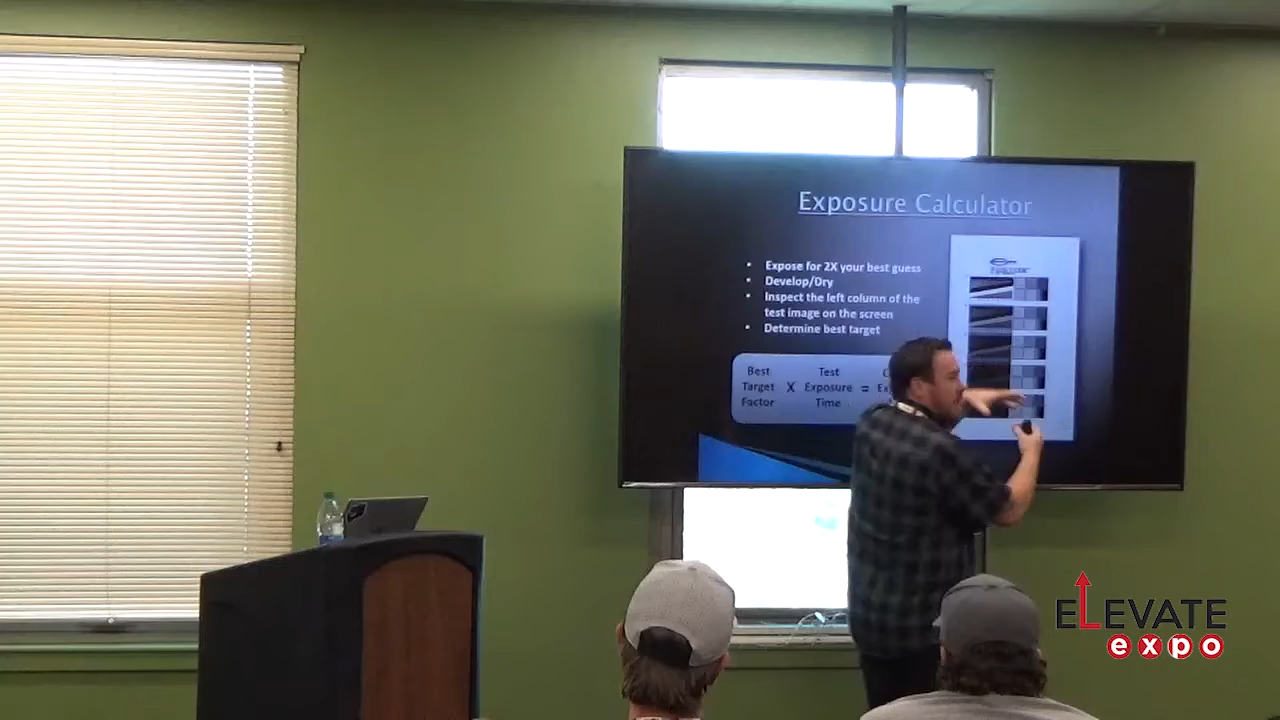 Exposure Calculator
• Expose for 2X your best guess
• Develop/Dry
• Inspect the left column of the
test image on the screen
• Determine best target
Best Test
Target X Exposure =
Factor Time
ELEVATE
expo